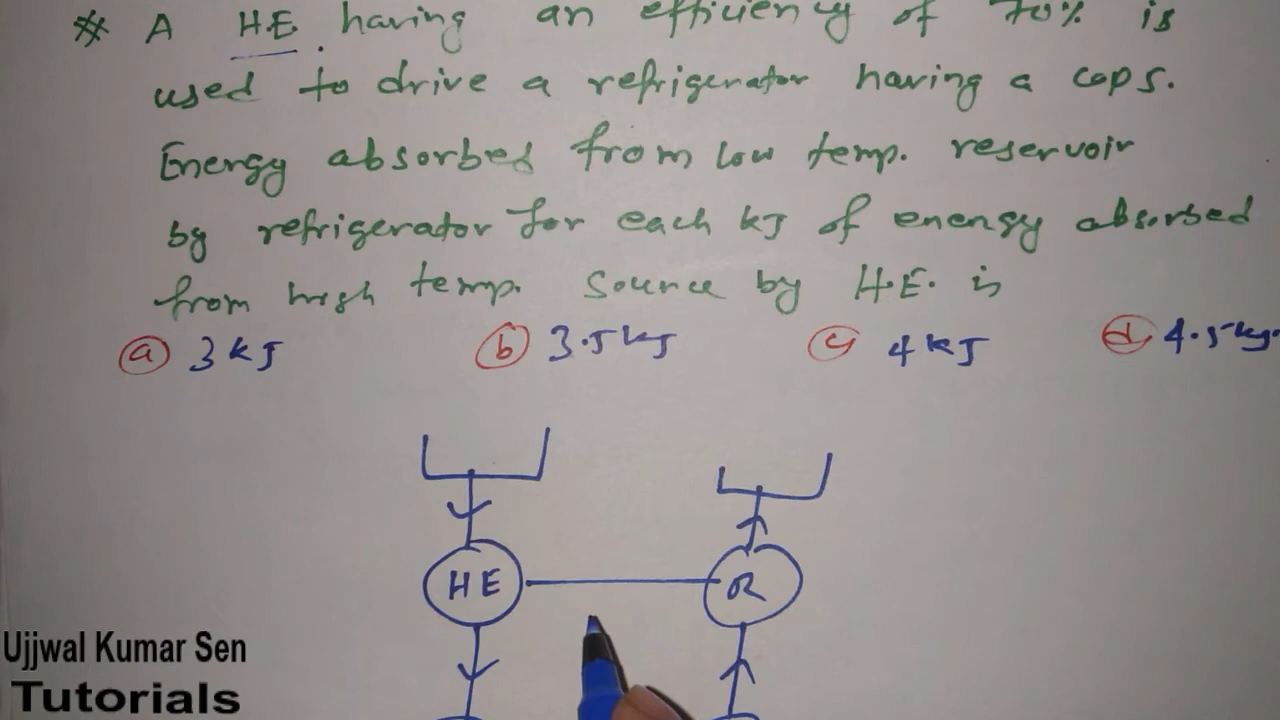 * A H.E. having an efficiency of 70% is
used to drive a refrigerator having a COP 5.
Energy absorbed from low temp. reservoir
by refrigerator for each kJ of energy absorbed
from high temp. source by H.E. is
(a) 3 kJ (b) 3.5 kJ (c) 4 kJ (d) 4.5 kJ.
HE R
Ujjwal Kumar Sen
Tutorials